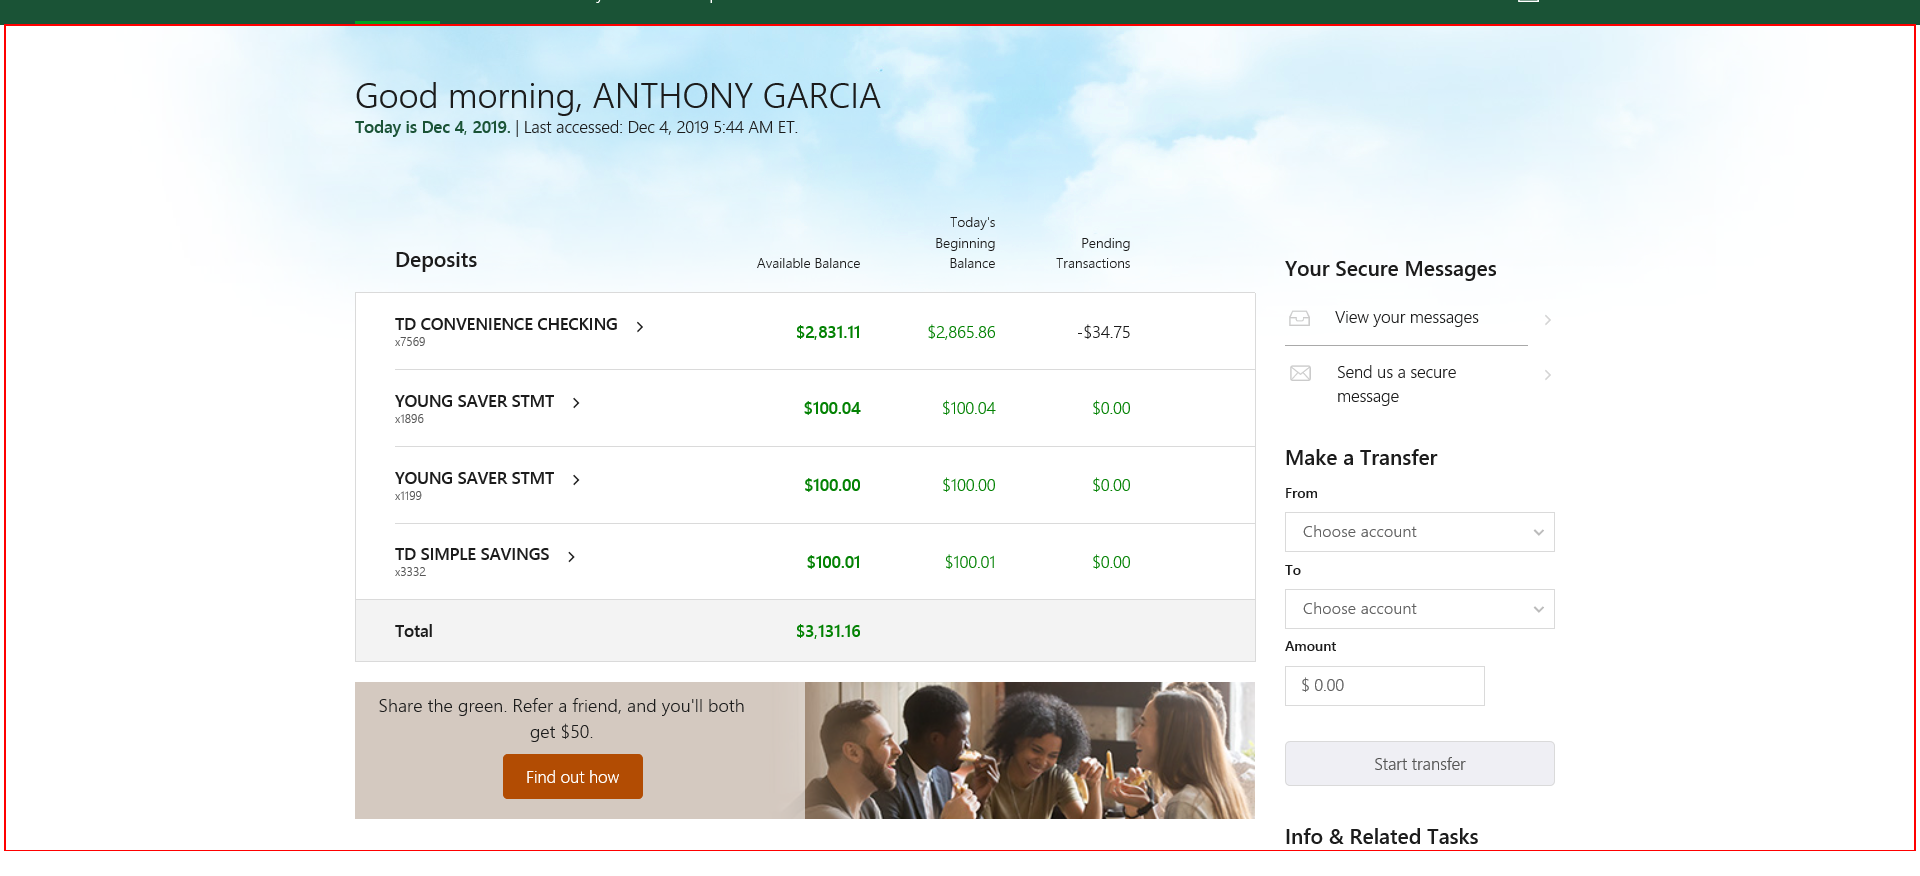 Good morning, ANTHONY GARCIA
Today is Dec 4, 2019. | Last accessed: Dec 4, 2019 5:44 AM ET.
Deposits
Available Balance
Today's
Beginning
Balance
Pending
Transactions
TD CONVENIENCE CHECKING
x7569
$2,831.11
$2,865.86
-$34.75
YOUNG SAVER STMT
x1896
$100.04
$100.04
$0.00
YOUNG SAVER STMT
x1199
$100.00
$100.00
$0.00
TD SIMPLE SAVINGS
x3332
$100.01
$100.01
$0.00
Total
$3,131.16
Share the green. Refer a friend, and you'll both
get $50.
Find out how
Your Secure Messages
View your messages
Send us a secure
message
Make a Transfer
From
Choose account
To
Choose account
Amount
$ 0.00
Start transfer
Info & Related Tasks